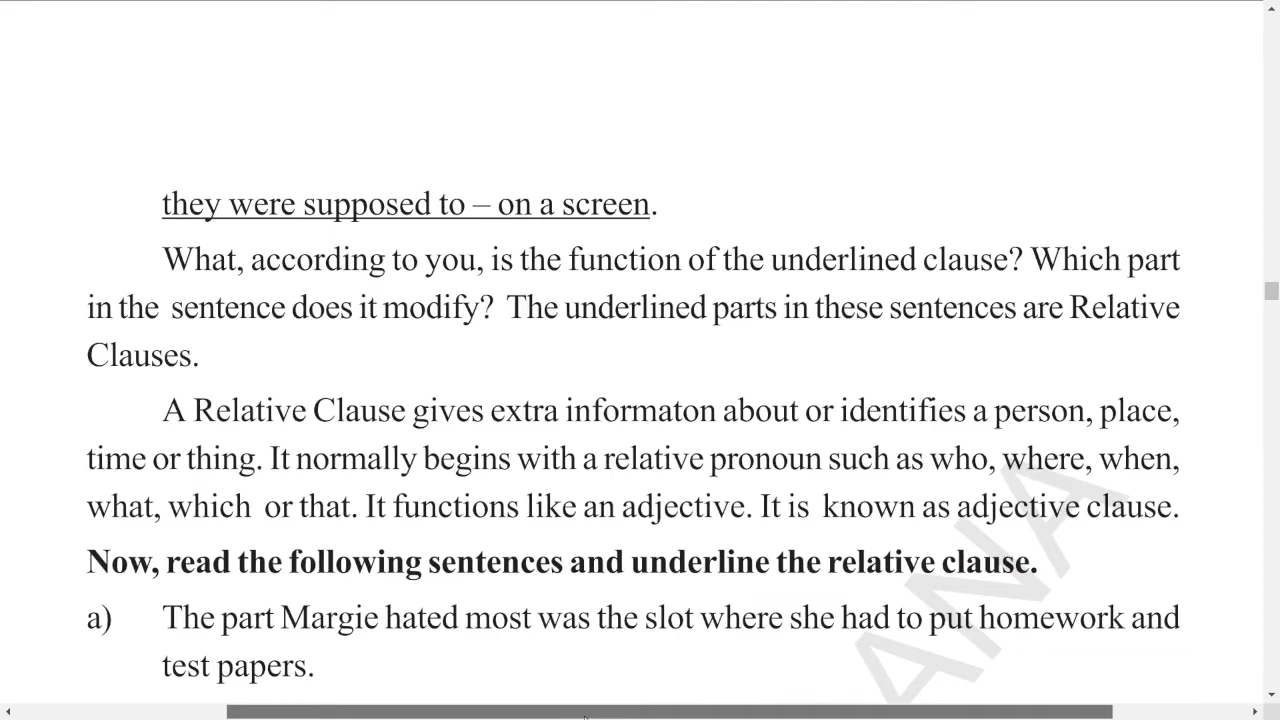 they were supposed to – on a screen.
What, according to you, is the function of the underlined clause? Which part
in the sentence does it modify? The underlined parts in these sentences are Relative
Clauses.
A Relative Clause gives extra informaton about or identifies a person, place,
time or thing. It normally begins with a relative pronoun such as who, where, when,
what, which or that. It functions like an adjective. It is known as adjective clause.
Now, read the following sentences and underline the relative clause.
a) The part Margie hated most was the slot where she had to put homework and
test papers.
ANA